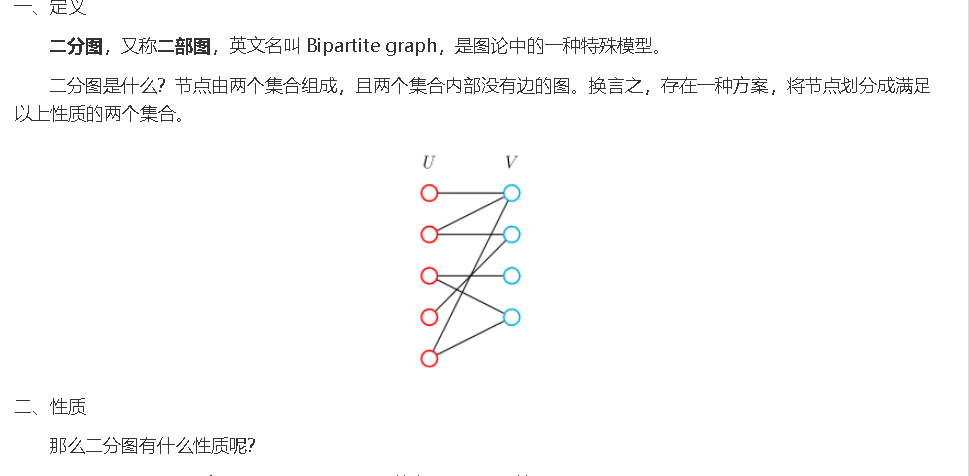 一、定义
二分图，又称二部图，英文名叫 Bipartite graph，是图论中的一种特殊模型。
二分图是什么？节点由两个集合组成，且两个集合内部没有边的图。换言之，存在一种方案，将节点划分成满足
以上性质的两个集合。
U V
二、性质
那么二分图有什么性质呢？